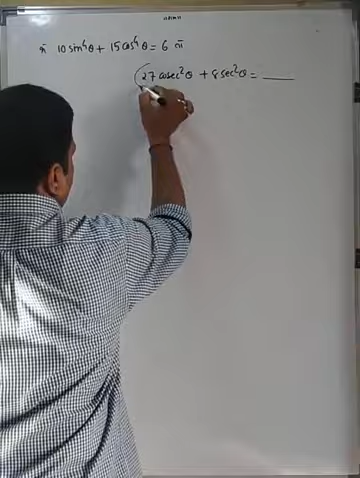 ñ 10 sin⁴θ + 15 cos⁴θ = 6 ñ
(27 cosec²θ + 8 sec²θ = ____